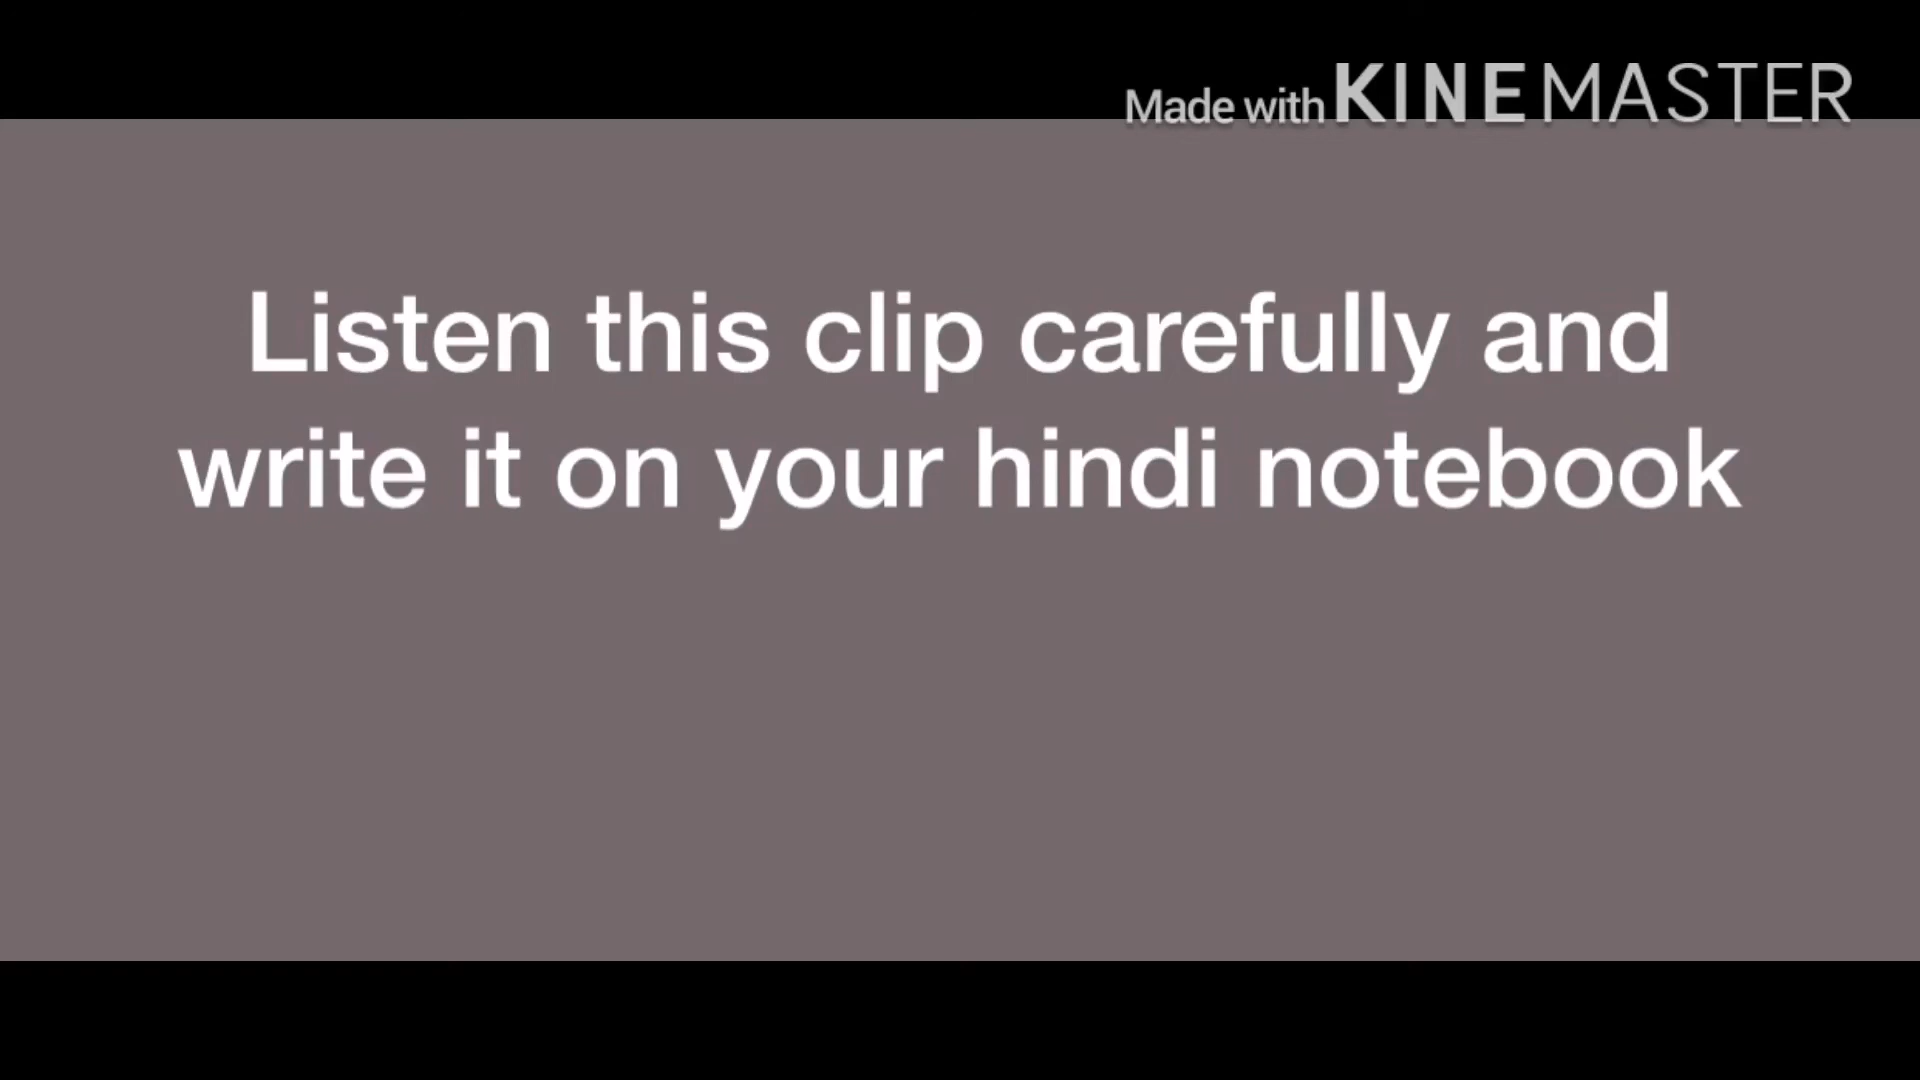 Made with KINEMASTER
Listen this clip carefully and
write it on your hindi notebook